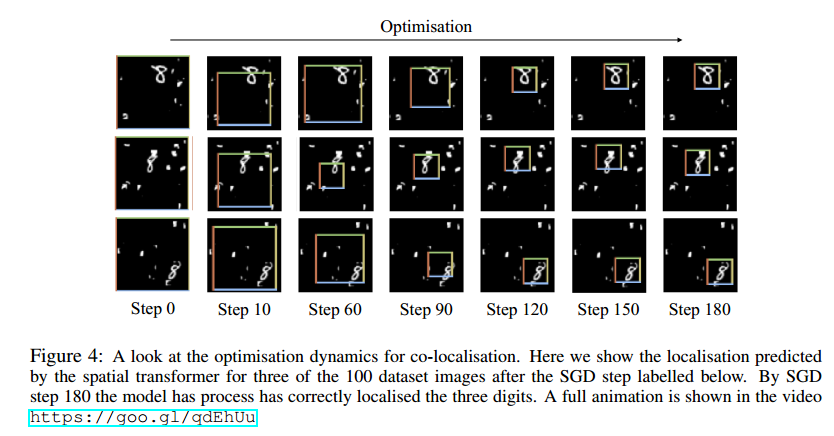 Optimisation
Step 0 Step 10 Step 60 Step 90 Step 120 Step 150 Step 180
Figure 4: A look at the optimisation dynamics for co-localisation. Here we show the localisation predicted
by the spatial transformer for three of the 100 dataset images after the SGD step labelled below. By SGD
step 180 the model has process has correctly localised the three digits. A full animation is shown in the video
https://goo.gl/qdEhUu